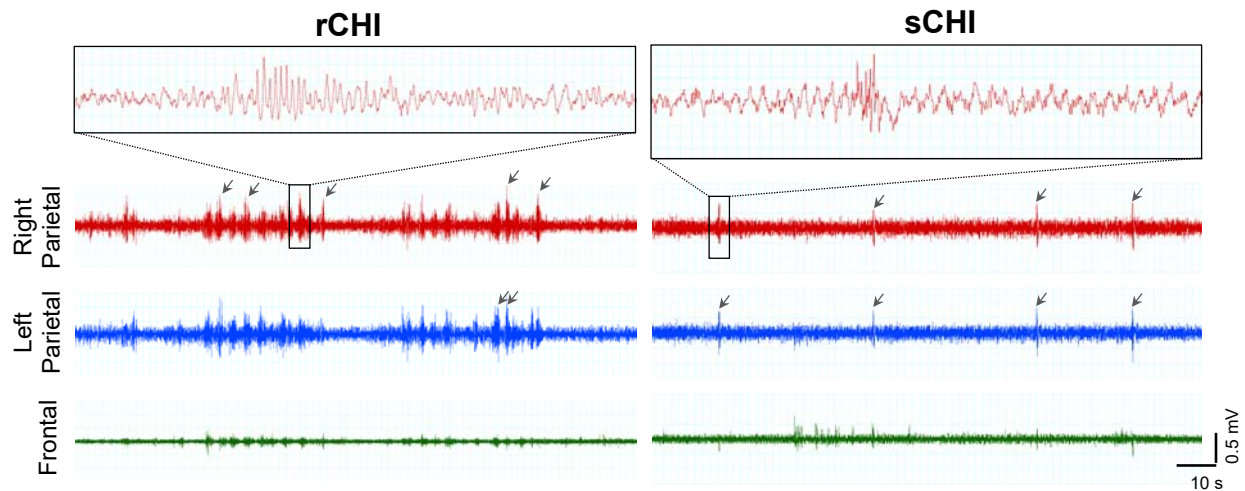 rCHI
sCHI
Right
Parietal
Left
Parietal
Frontal
0.5 mV
10 s